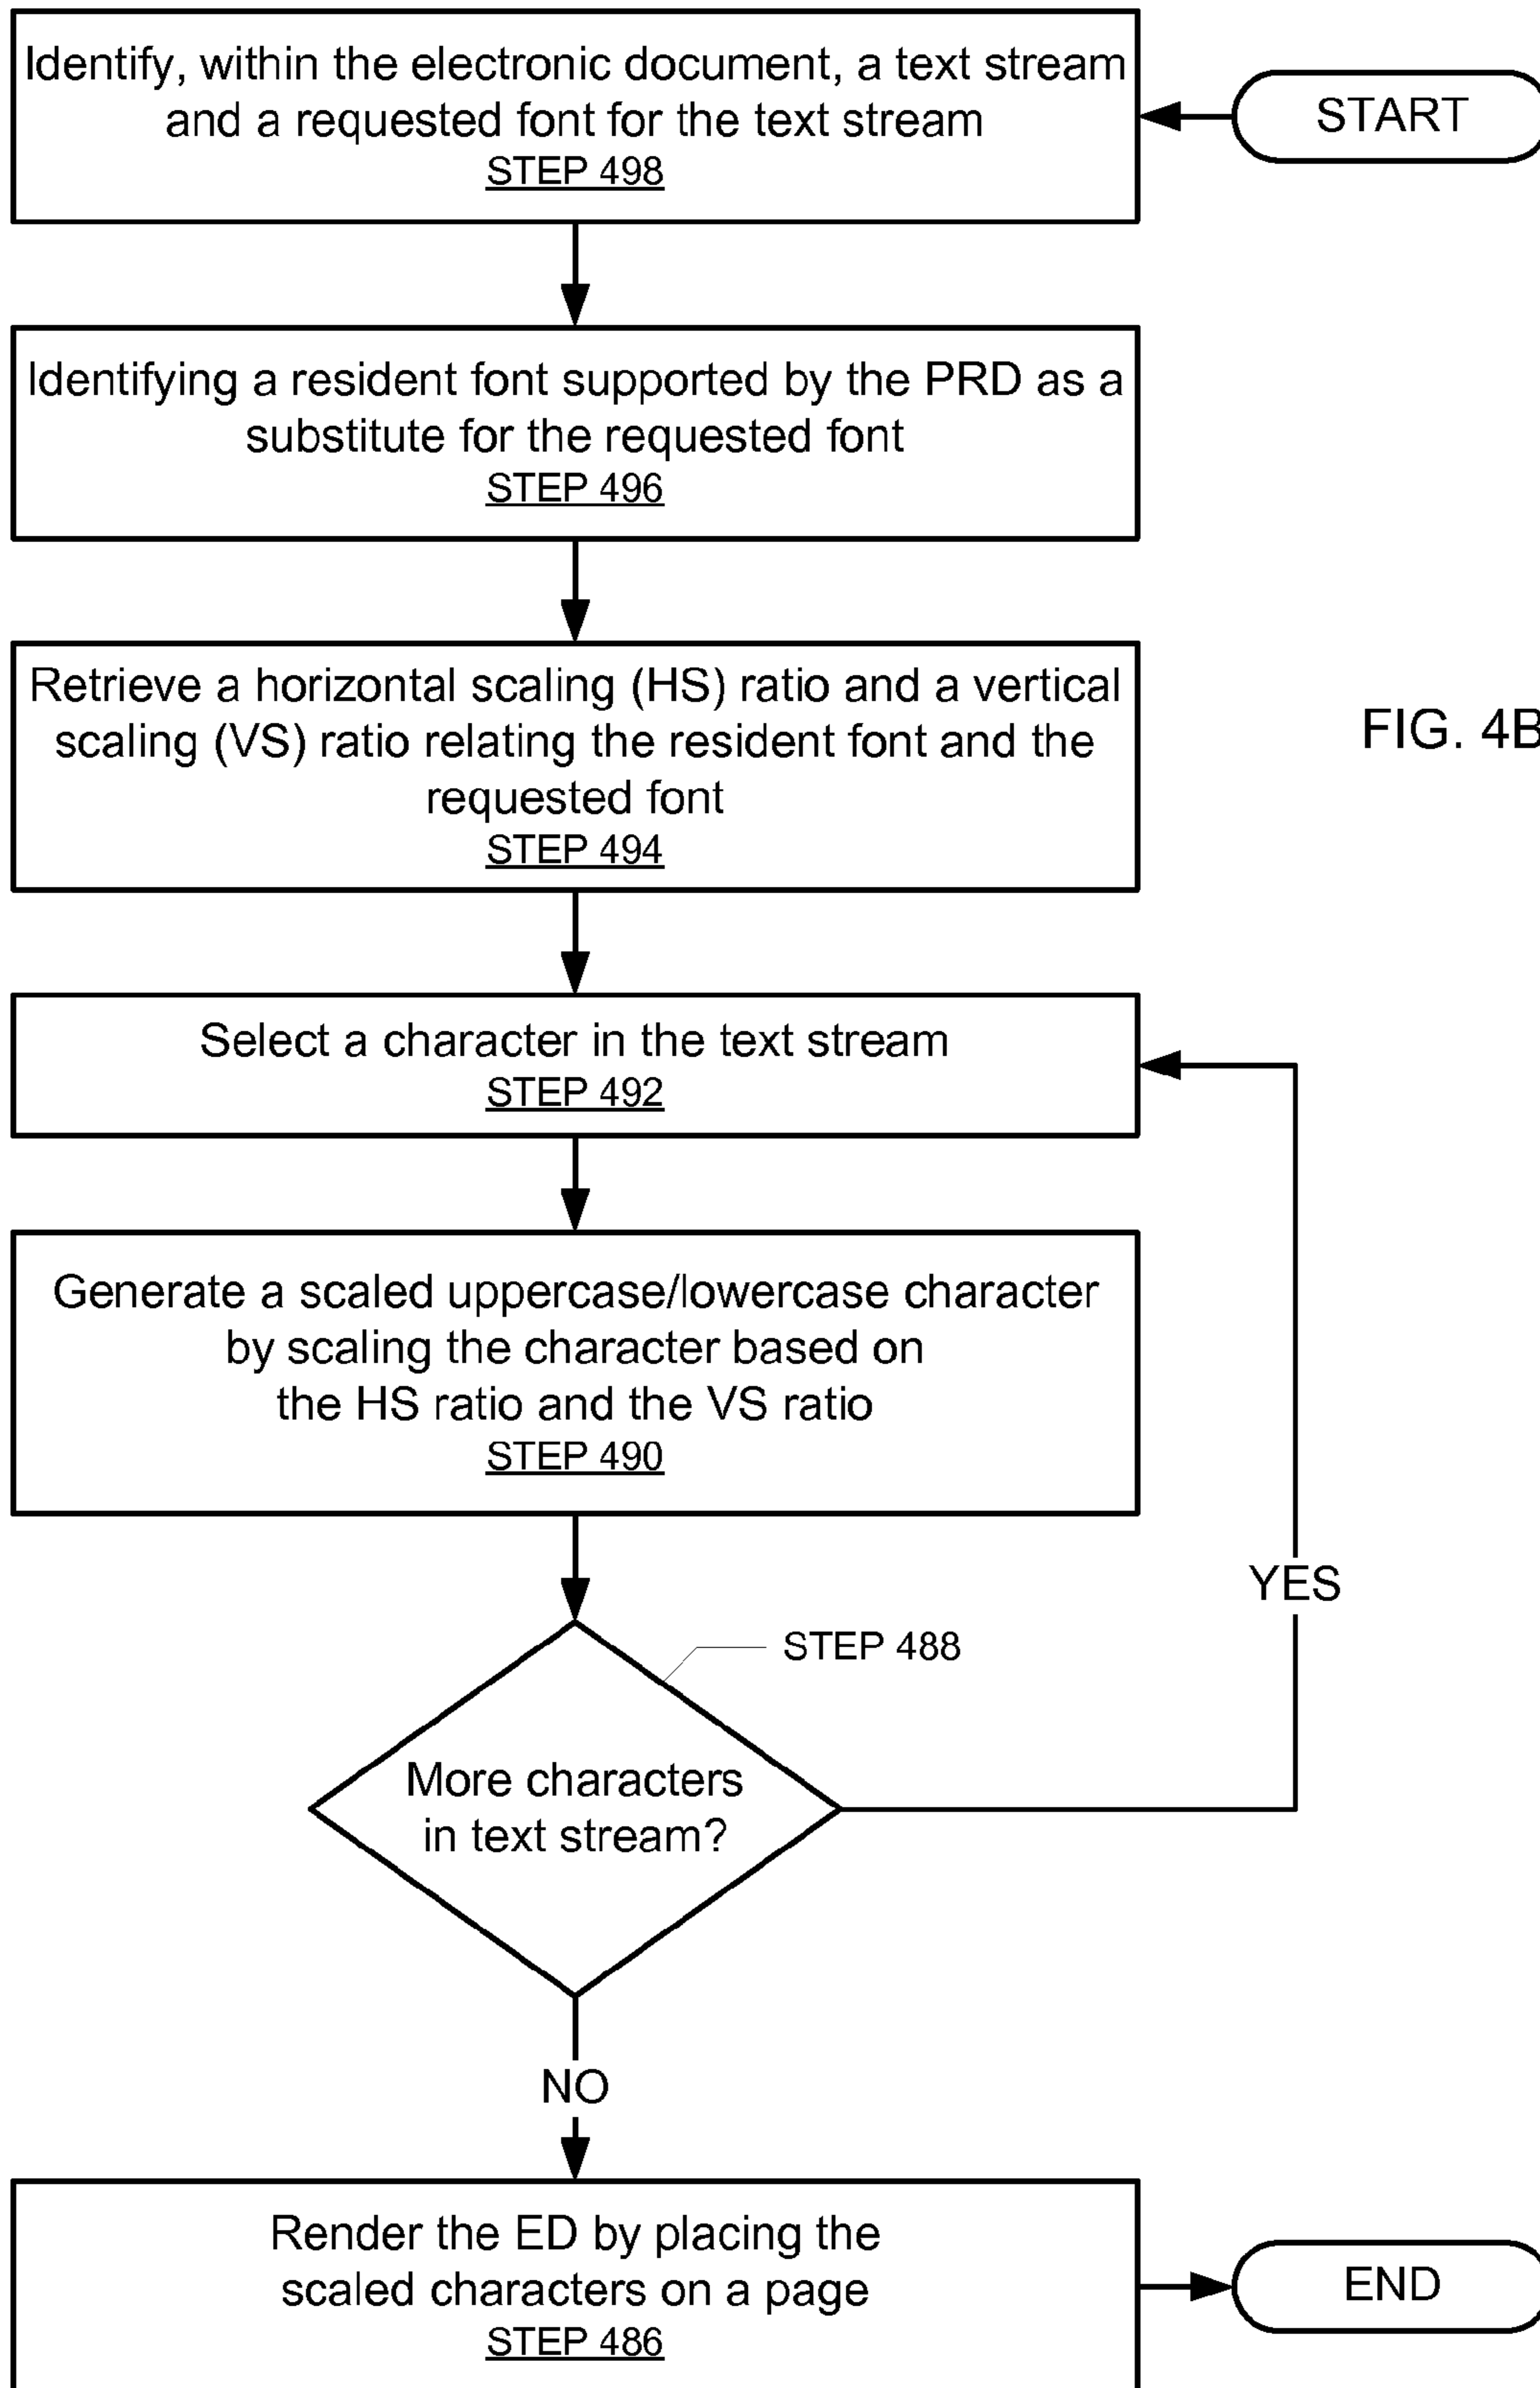 START
Identify, within the electronic document, a text stream
and a requested font for the text stream
STEP 498
Identifying a resident font supported by the PRD as a
substitute for the requested font
STEP 496
Retrieve a horizontal scaling (HS) ratio and a vertical
scaling (VS) ratio relating the resident font and the
requested font
STEP 494
FIG. 4B
Select a character in the text stream
STEP 492
Generate a scaled uppercase/lowercase character
by scaling the character based on
the HS ratio and the VS ratio
STEP 490
YES
STEP 488
More characters
in text stream?
NO
Render the ED by placing the
scaled characters on a page
STEP 486
END